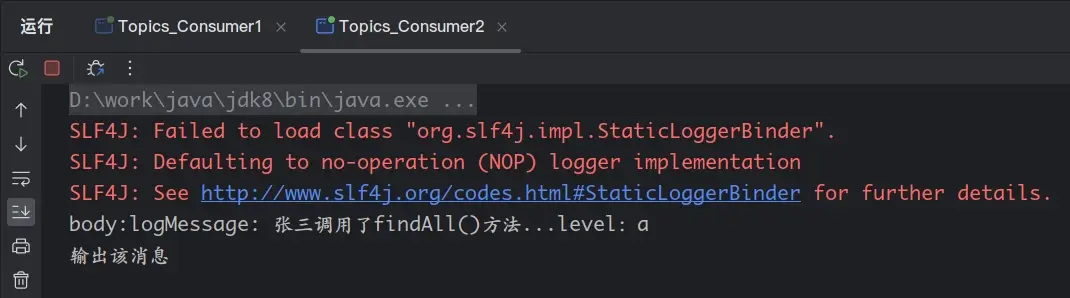 运行 Topics_Consumer1 Topics_Consumer2
D:\work\java\jdk8\bin\java.exe ...
SLF4J: Failed to load class "org.slf4j.impl.StaticLoggerBinder".
SLF4J: Defaulting to no-operation (NOP) logger implementation
SLF4J: See http://www.slf4j.org/codes.html#StaticLoggerBinder for further details.
body:logMessage: 张三调用了findAll()方法...level: a
输出该消息